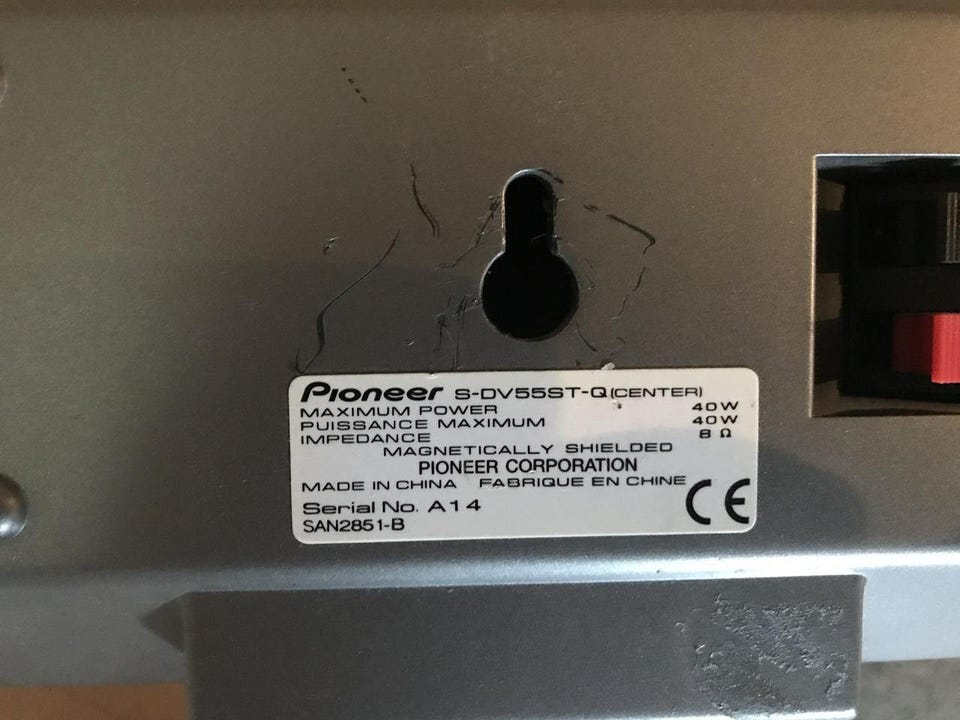 Pioneer S-DV55ST-Q (CENTER)
MAXIMUM POWER 40W
PUISSANCE MAXIMUM 40W
IMPEDANCE 8 Ω
MAGNETICALLY SHIELDED
PIONEER CORPORATION
MADE IN CHINA FABRIQUE EN CHINE
CE
Serial No. A14
SAN2851-B